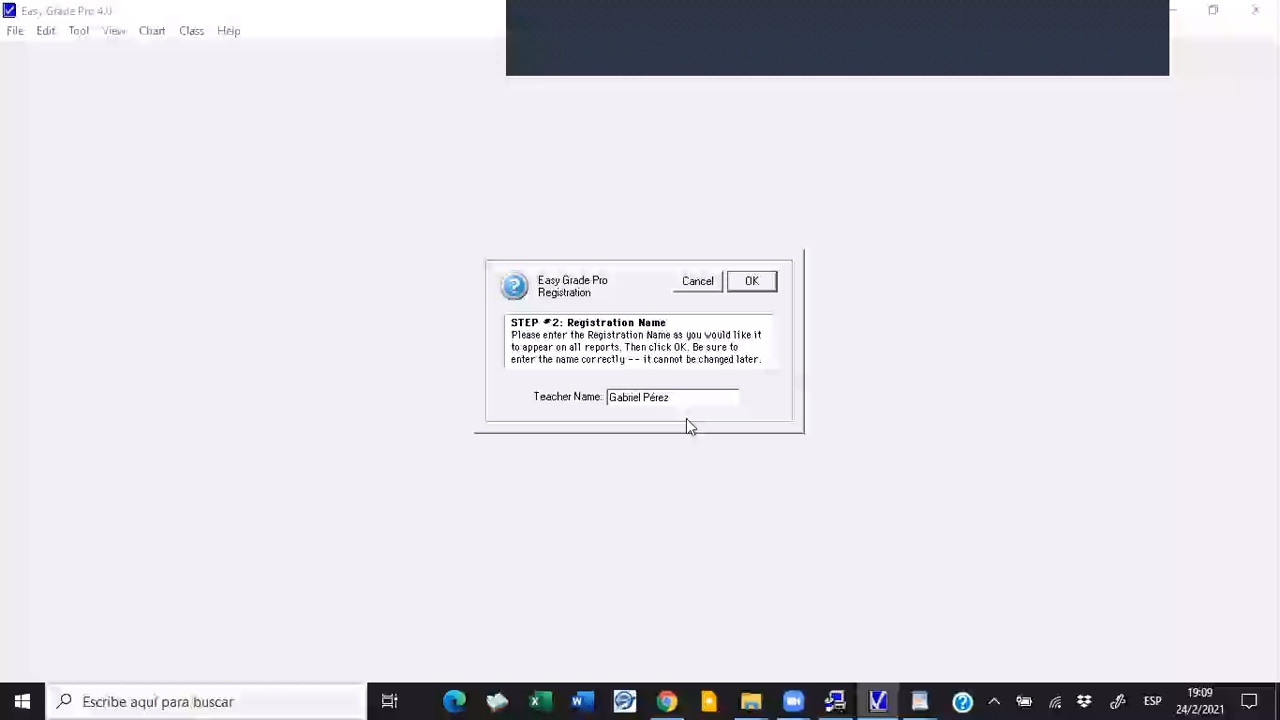 Easy Grade Pro 4.0
File Edit Tool View Chart Class Help
Easy Grade Pro
Registration
Cancel
OK
STEP #2: Registration Name
Please enter the Registration Name as you would like it
to appear on all reports. Then click OK. Be sure to
enter the name correctly -- it cannot be changed later.
Teacher Name: Gabriel Pérez
Escribe aquí para buscar
ESP
19:09
24/2/2021